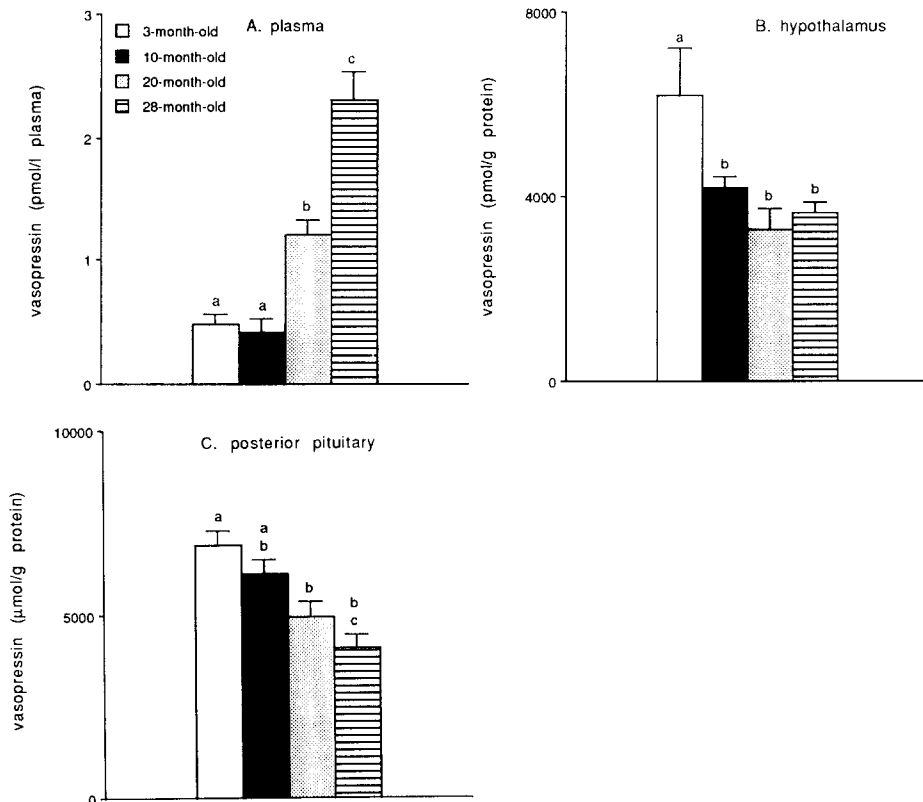 A. plasma
3-month-old
10-month-old
20-month-old
28-month-old
vasopressin (pmol/l plasma)
3
2
1
0
a
a
b
c
B. hypothalamus
vasopressin (pmol/g protein)
8000
4000
0
a
b
b
b
C. posterior pituitary
vasopressin (µmol/g protein)
10000
5000
0
a
a
b
b
b
c